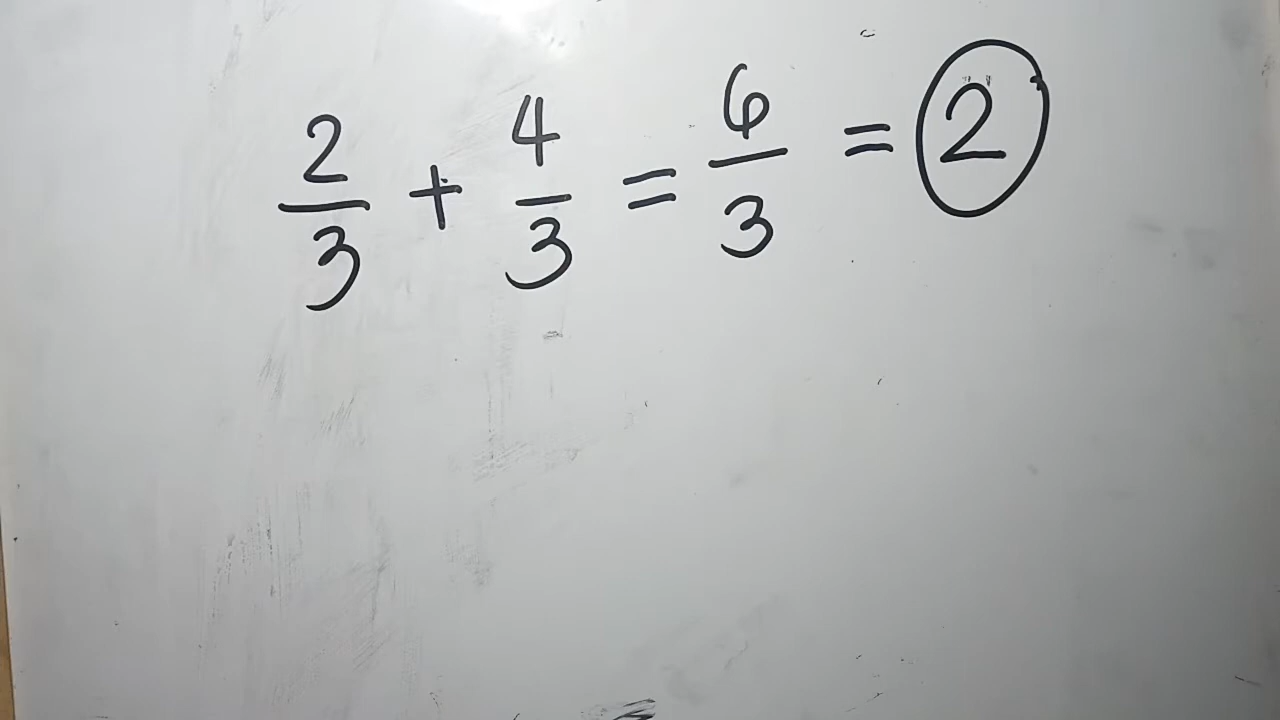 2/3 + 4/3 = 6/3 = 2